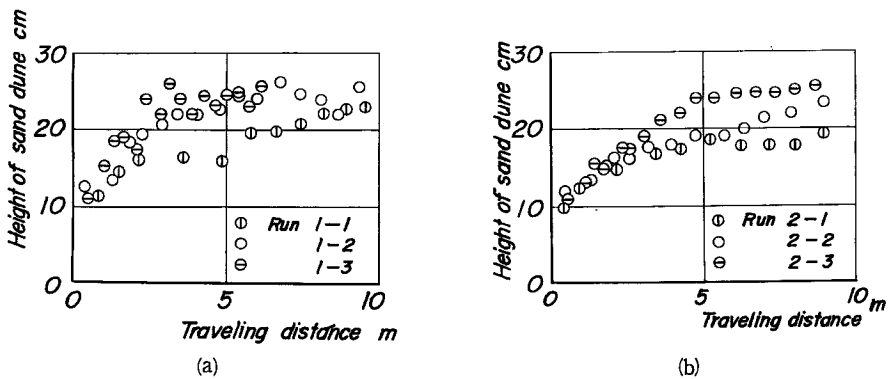 Height of sand dune cm
30
20
10
0
Run 1-1
1-2
1-3
0 5 10
Traveling distance m
(a)
Height of sand dune cm
30
20
10
0
Run 2-1
2-2
2-3
0 5 10 m
Traveling distance
(b)